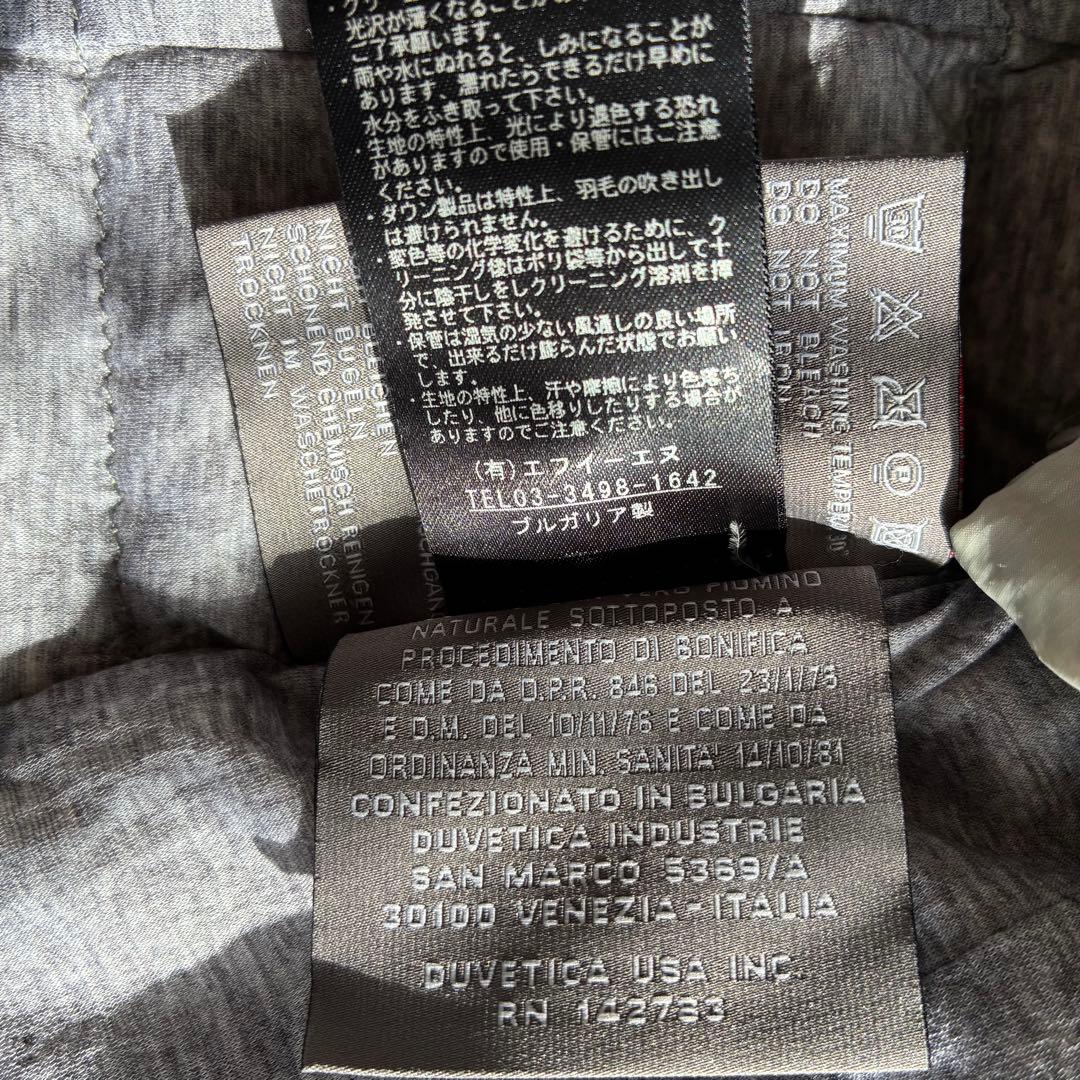 光沢が薄くなることが
ご了承願います。
・雨や水にぬれると、しみになることが
あります、濡れたらできるだけ早めに
水分をふき取って下さい。
・生地の特性上、光により退色する恐れ
がありますので使用・保管にはご注意
ください。
・ダウン製品は特性上、羽毛の吹き出し
は避けられません。
変色等の化学変化を避けるために、ク
リーニング後はポリ袋等から出して十
分に陰干しをしクリーニング溶剤を揮
発させて下さい。
・保管は湿気の少ない風通しの良い場所
で、出来るだけ膨らんだ状態でお願い
します。
・生地の特性上、汗や摩擦により色落ち
したり、他に色移りしたりする場合が
ありますのでご注意ください。
(有)エフイーエヌ
TEL03-3498-1642
ブルガリア製
NICHT BUGELN
SCHONEND CHEMISCH REINIGEN
NICHT IM WASCHETROCKNER
TROCKNEN
MAXIMUM WASHING
DO NOT BLEACH
DO NOT IRON
PIUMINO
NATURALE SOTTOPOSTO A
PROCEDIMENTO DI BONIFICA
COME DA D.P.R. 846 DEL 23/1/75
E D.M. DEL 10/11/76 E COME DA
ORDINANZA MIN. SANITA' 14/10/81
CONFEZIONATO IN BULGARIA
DUVETICA INDUSTRIE
SAN MARCO 5369/A
30100 VENEZIA-ITALIA
DUVETICA USA INC.
RN 142783